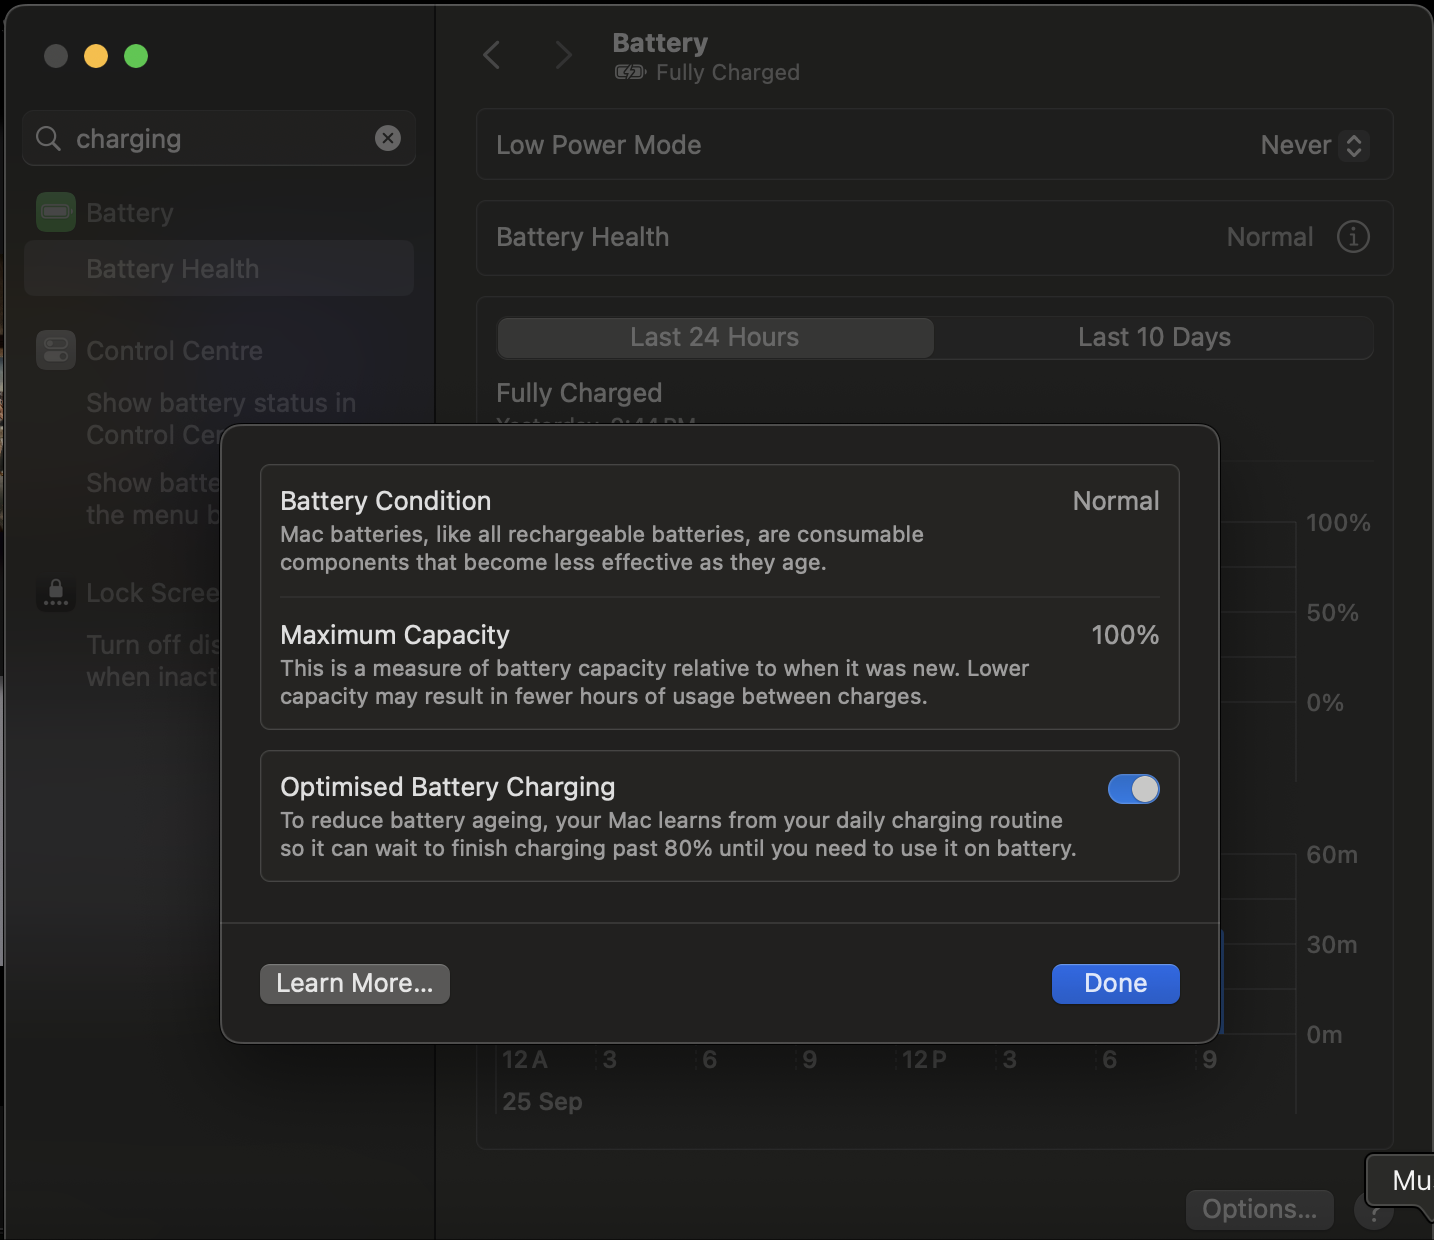 Battery
Fully Charged
charging
Battery
Battery Health
Control Centre
Show battery status in
Control
Show
the menu
Lock
Turn off
when
Low Power Mode
Never
Battery Health
Normal
Last 24 Hours
Last 10 Days
Fully Charged
Battery Condition
Normal
Mac batteries, like all rechargeable batteries, are consumable
components that become less effective as they age.
Maximum Capacity
100%
This is a measure of battery capacity relative to when it was new. Lower
capacity may result in fewer hours of usage between charges.
Optimised Battery Charging
To reduce battery ageing, your Mac learns from your daily charging routine
so it can wait to finish charging past 80% until you need to use it on battery.
Learn More...
Done
100%
50%
0%
60m
30m
0m
12 A 3 6 9 12 P 3 6 9
25 Sep
Options...
?
Mu